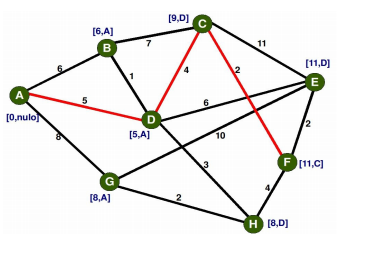 [9,D]
C
[6,A]
B
7
11
[11,D]
E
6
1
4
2
A
5
6
[0,nulo]
D
[5,A]
2
8
10
3
F
[11,C]
G
[8,A]
2
4
H
[8,D]